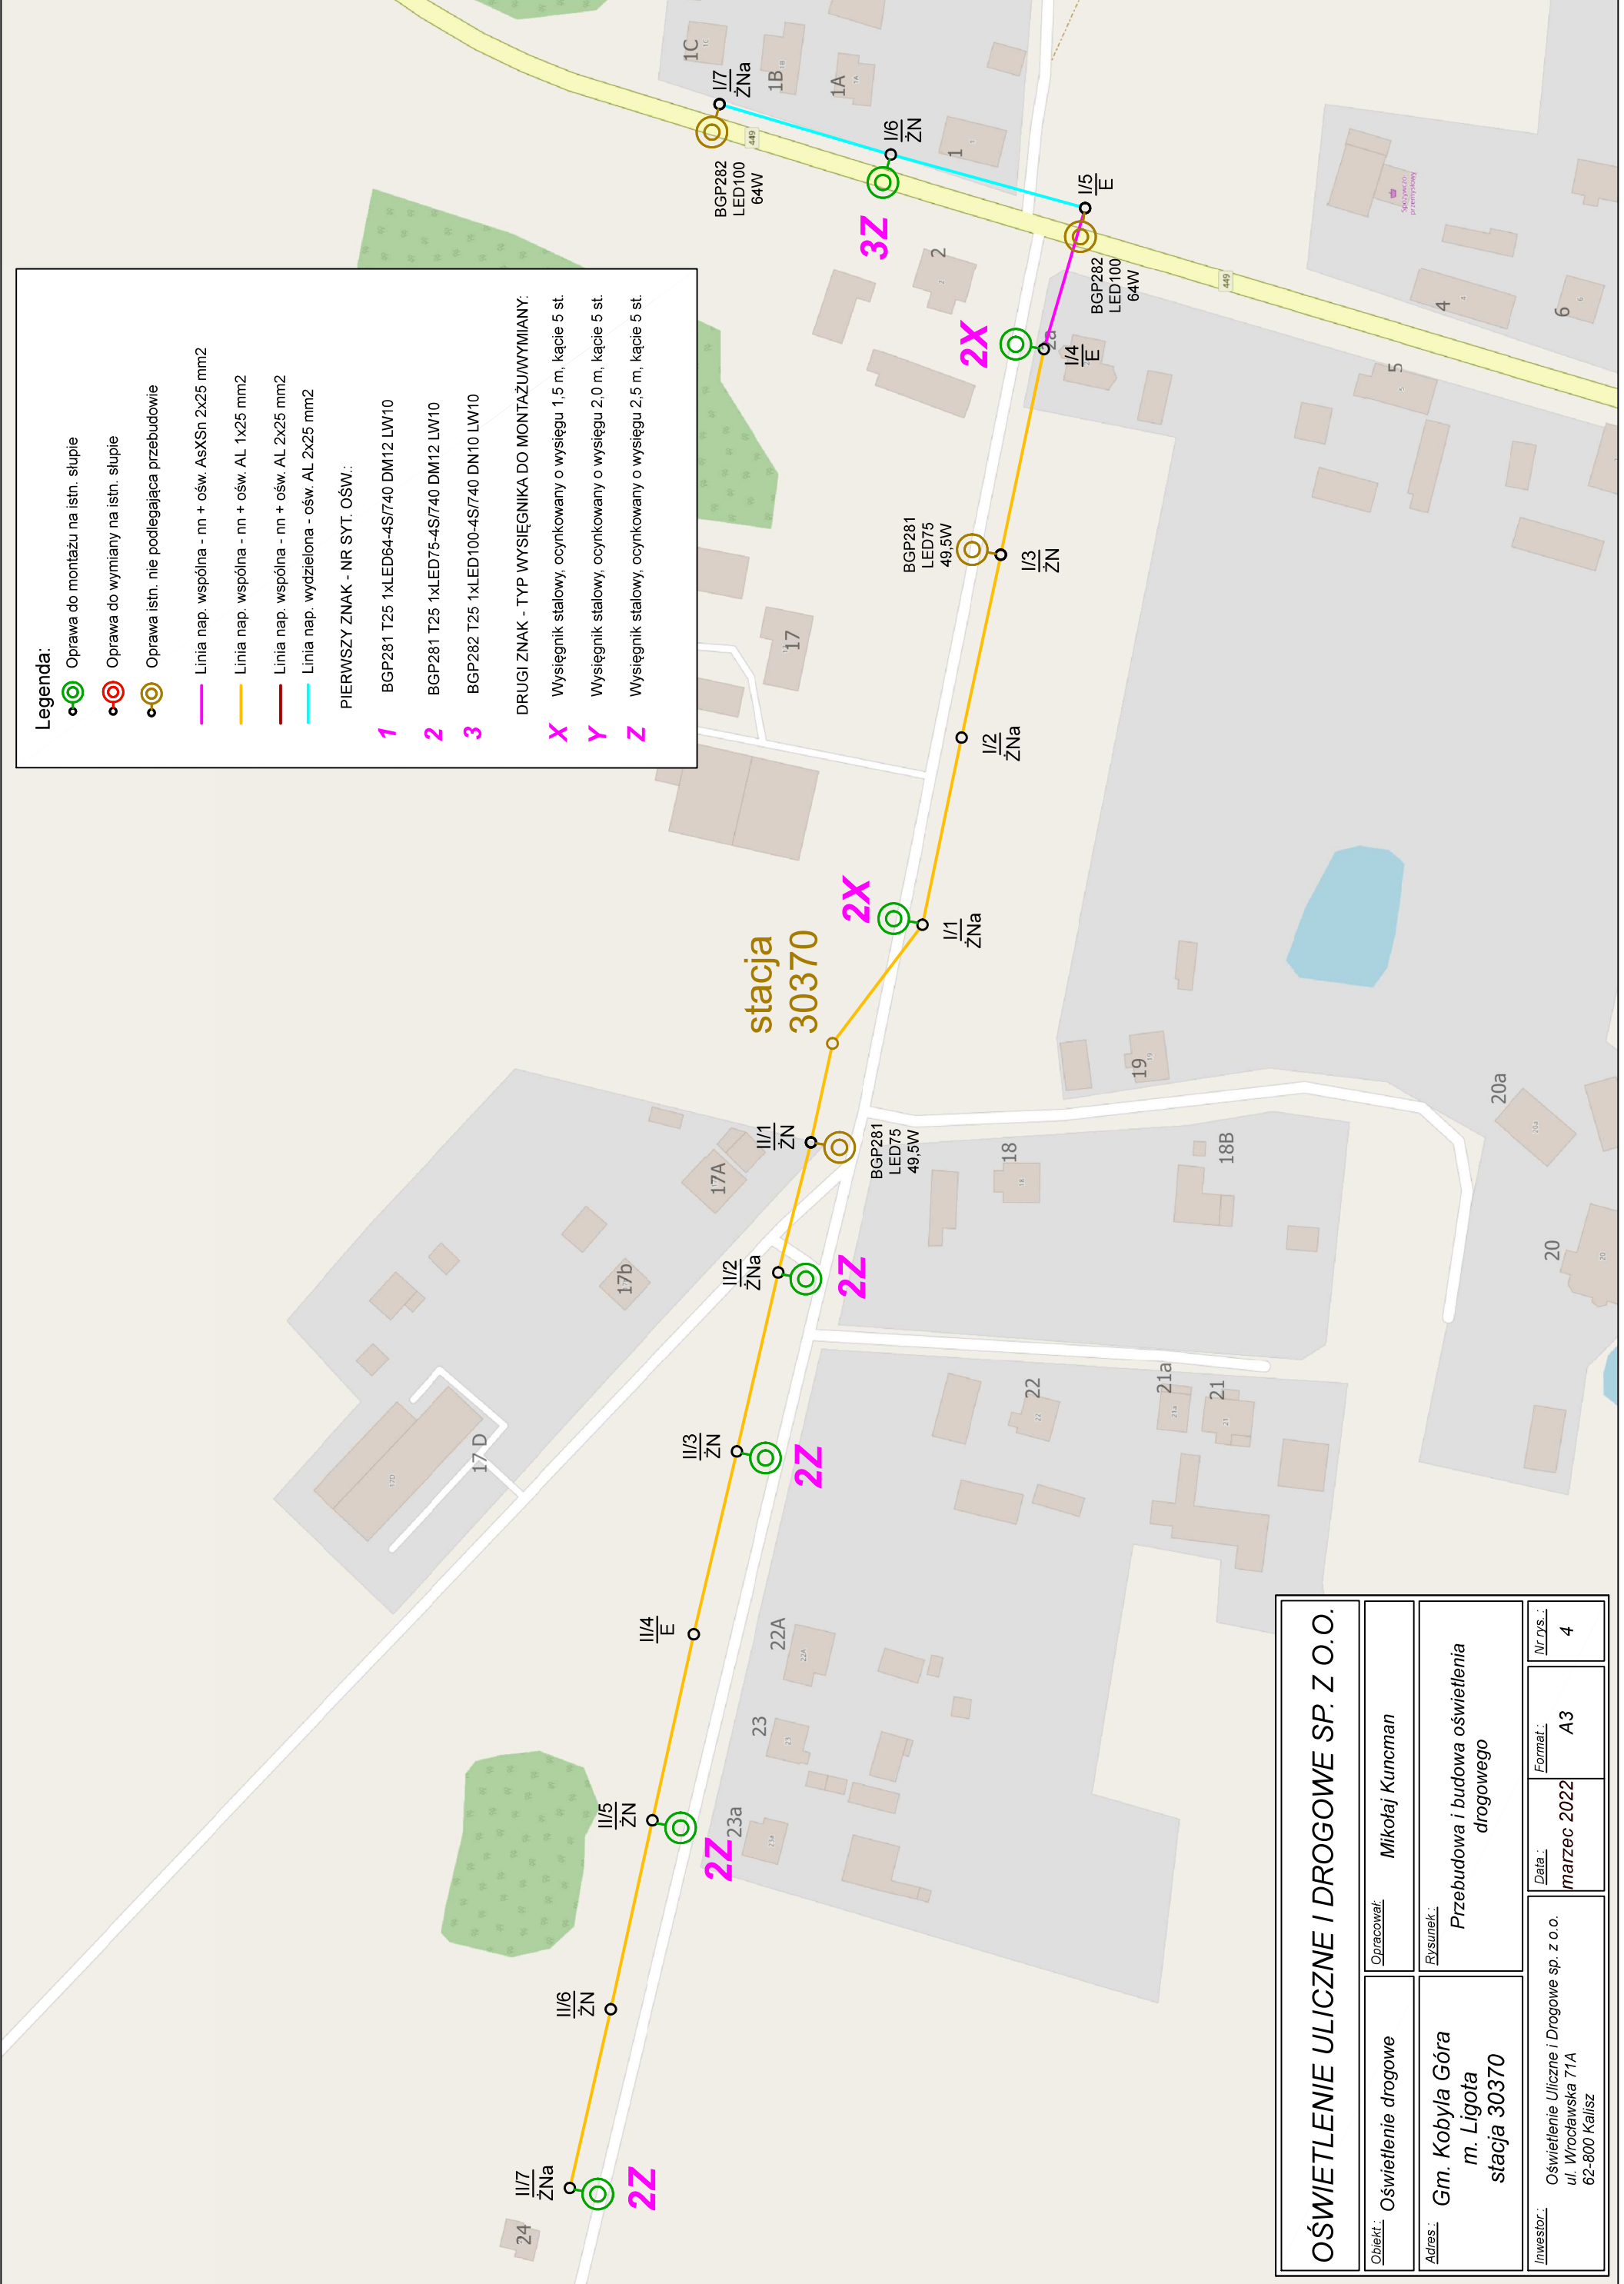 Legenda:
Oprawa do montażu na istn. słupie
Oprawa do wymiany na istn. słupie
Oprawa istn. nie podlegająca przebudowie
Linia nap. wspólna - nn + ośw. AsXSn 2x25 mm2
Linia nap. wspólna - nn + ośw. AL 1x25 mm2
Linia nap. wspólna - nn + ośw. AL 2x25 mm2
Linia nap. wydzielona - ośw. AL 2x25 mm2
PIERWSZY ZNAK - NR SYT. OŚW.:
1 BGP281 T25 1xLED64-4S/740 DM12 LW10
2 BGP281 T25 1xLED75-4S/740 DM12 LW10
3 BGP282 T25 1xLED100-4S/740 DN10 LW10
DRUGI ZNAK - TYP WYSIĘGNIKA DO MONTAŻU/WYMIANY:
X Wysięgnik stalowy, ocynkowany o wysięgu 1,5 m, kącie 5 st.
Y Wysięgnik stalowy, ocynkowany o wysięgu 2,0 m, kącie 5 st.
Z Wysięgnik stalowy, ocynkowany o wysięgu 2,5 m, kącie 5 st.
24
II/7
ŻNa
2Z
II/6
ŻN
II/5
ŻN
2Z
23a
23
22A
II/4
E
II/3
ŻN
2Z
17 D
17b
17A
II/2
ŻNa
2Z
II/1
ŻN
BGP281
LED75
49,5W
stacja
30370
2X
I/1
ŻNa
I/2
ŻNa
17
BGP281
LED75
49,5W
I/3
ŻN
2X
2a
I/4
E
2
BGP282
LED100
64W
I/5
E
3Z
I/6
ŻN
1
1A
1B
1C
I/7
ŻNa
BGP282
LED100
64W
449
449
4
5
6
18
18B
19
20
20a
21
21a
22
OŚWIETLENIE ULICZNE I DROGOWE SP. Z O.O.
Obiekt: Oświetlenie drogowe
Opracował: Mikołaj Kuncman
Adres: Gm. Kobyla Góra
m. Ligota
stacja 30370
Rysunek: Przebudowa i budowa oświetlenia
drogowego
Inwestor: Oświetlenie Uliczne i Drogowe sp. z o.o.
ul. Wrocławska 71A
62-800 Kalisz
Data: marzec 2022
Format: A3
Nr rys.: 4